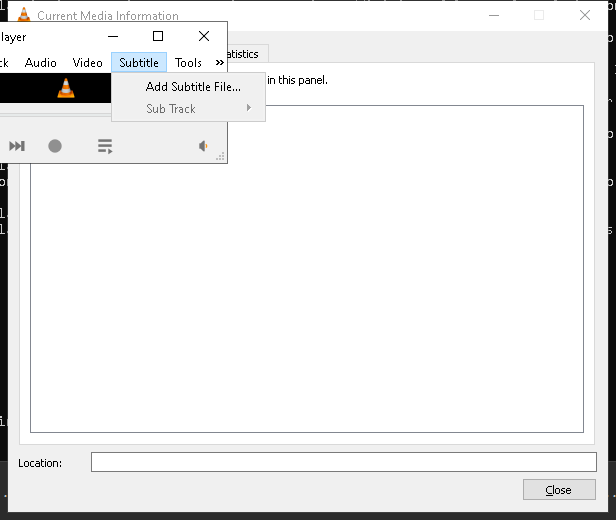 Current Media Information
layer
ck Audio Video Subtitle Tools »
atistics
Add Subtitle File...
in this panel.
Sub Track
Location:
Close